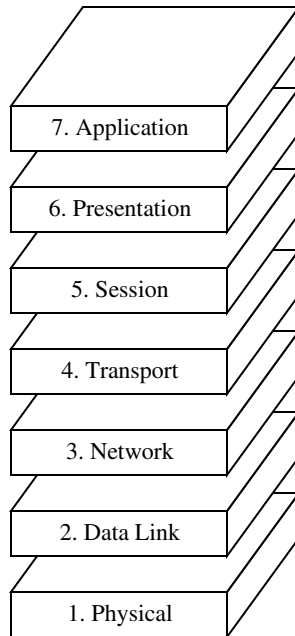 7. Application
6. Presentation
5. Session
4. Transport
3. Network
2. Data Link
1. Physical